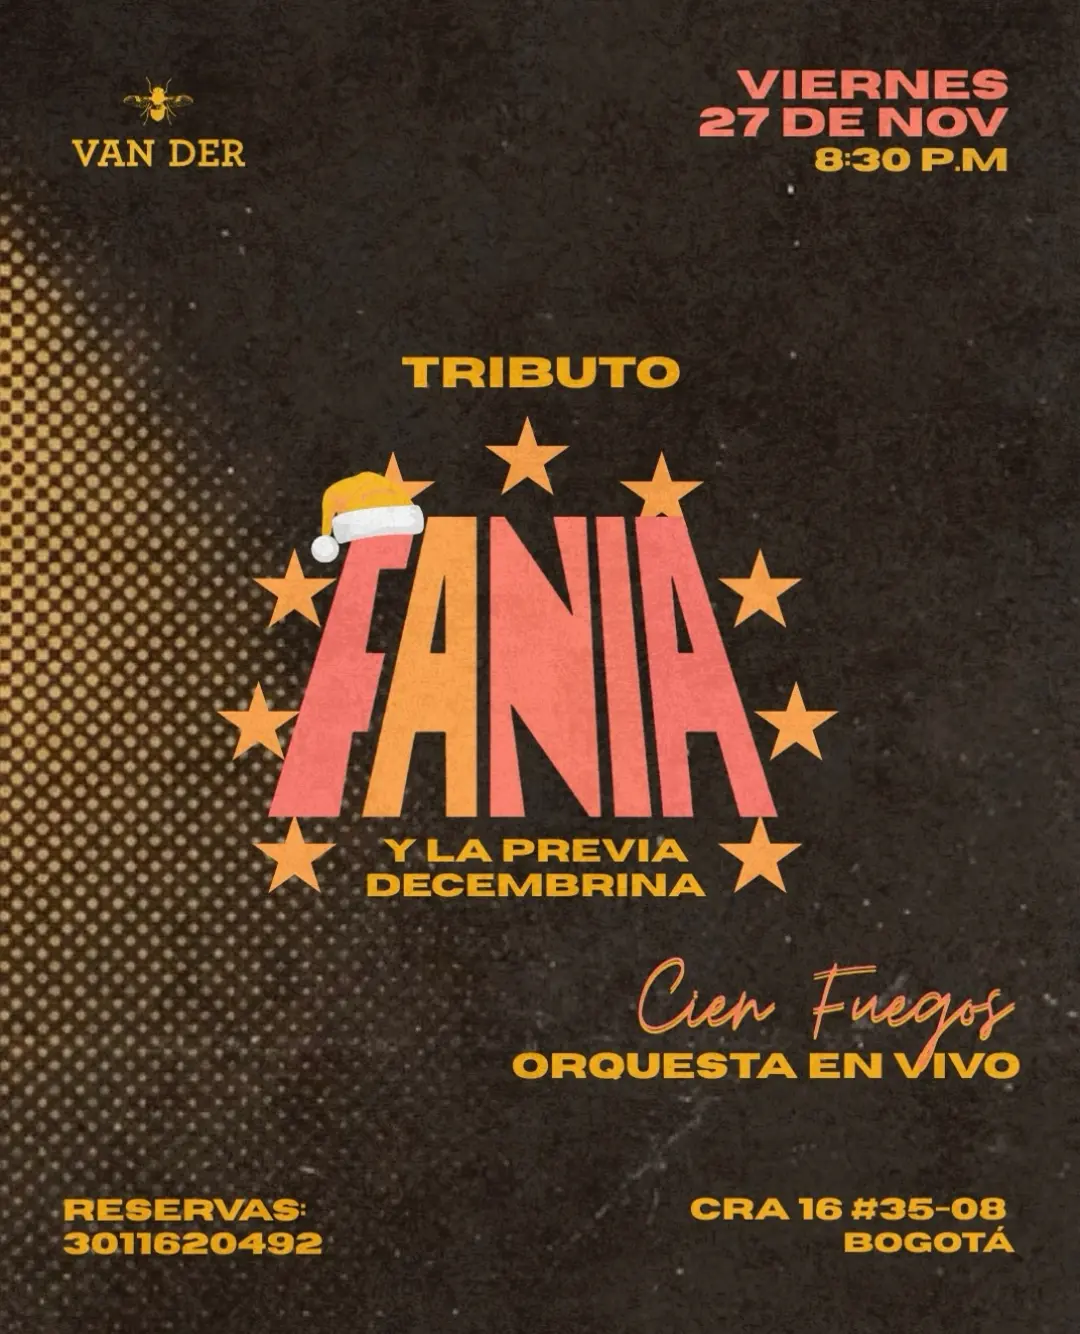 VAN DER
VIERNES
27 DE NOV
8:30 P.M
TRIBUTO
FANIA
Y LA PREVIA
DECEMBRINA
Cien Fuegos
ORQUESTA EN VIVO
RESERVAS:
3011620492
CRA 16 #35-08
BOGOTÁ